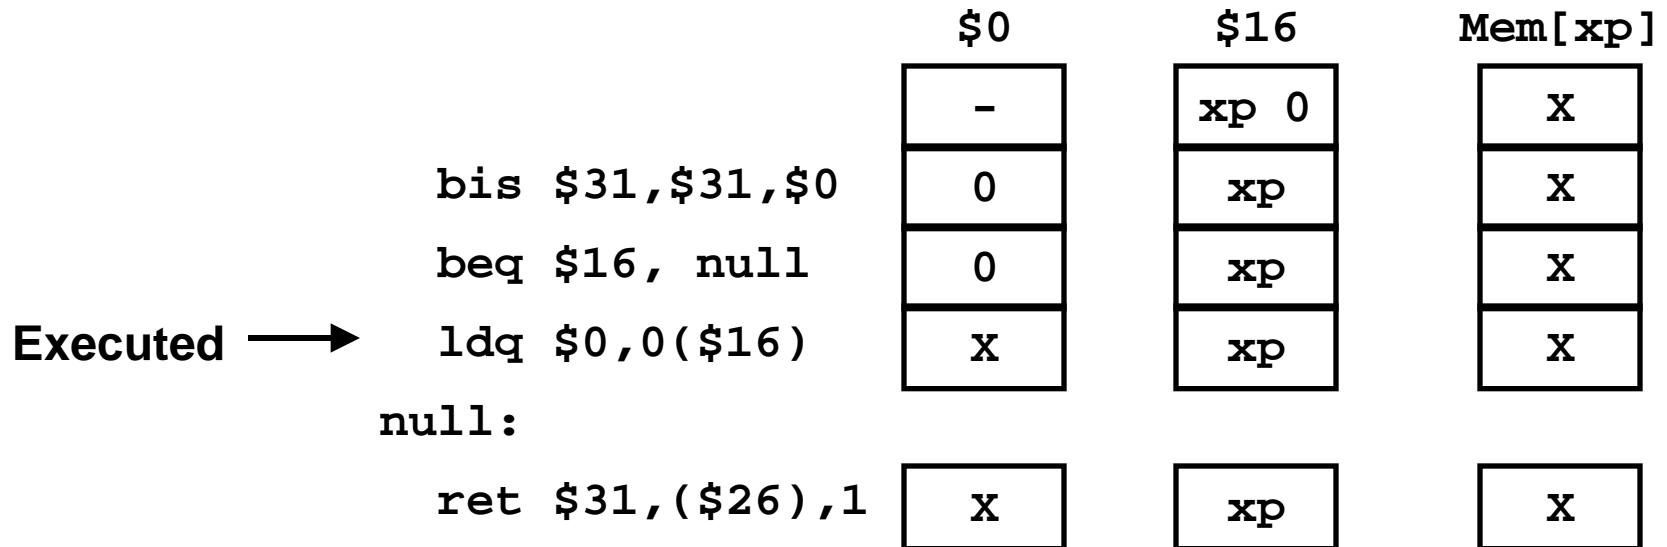 $0 $16 Mem[xp]
- xp 0 x
bis $31,$31,$0 0 xp x
beq $16, null 0 xp x
Executed ldq $0,0($16) x xp x
null:
ret $31,($26),1 x xp x